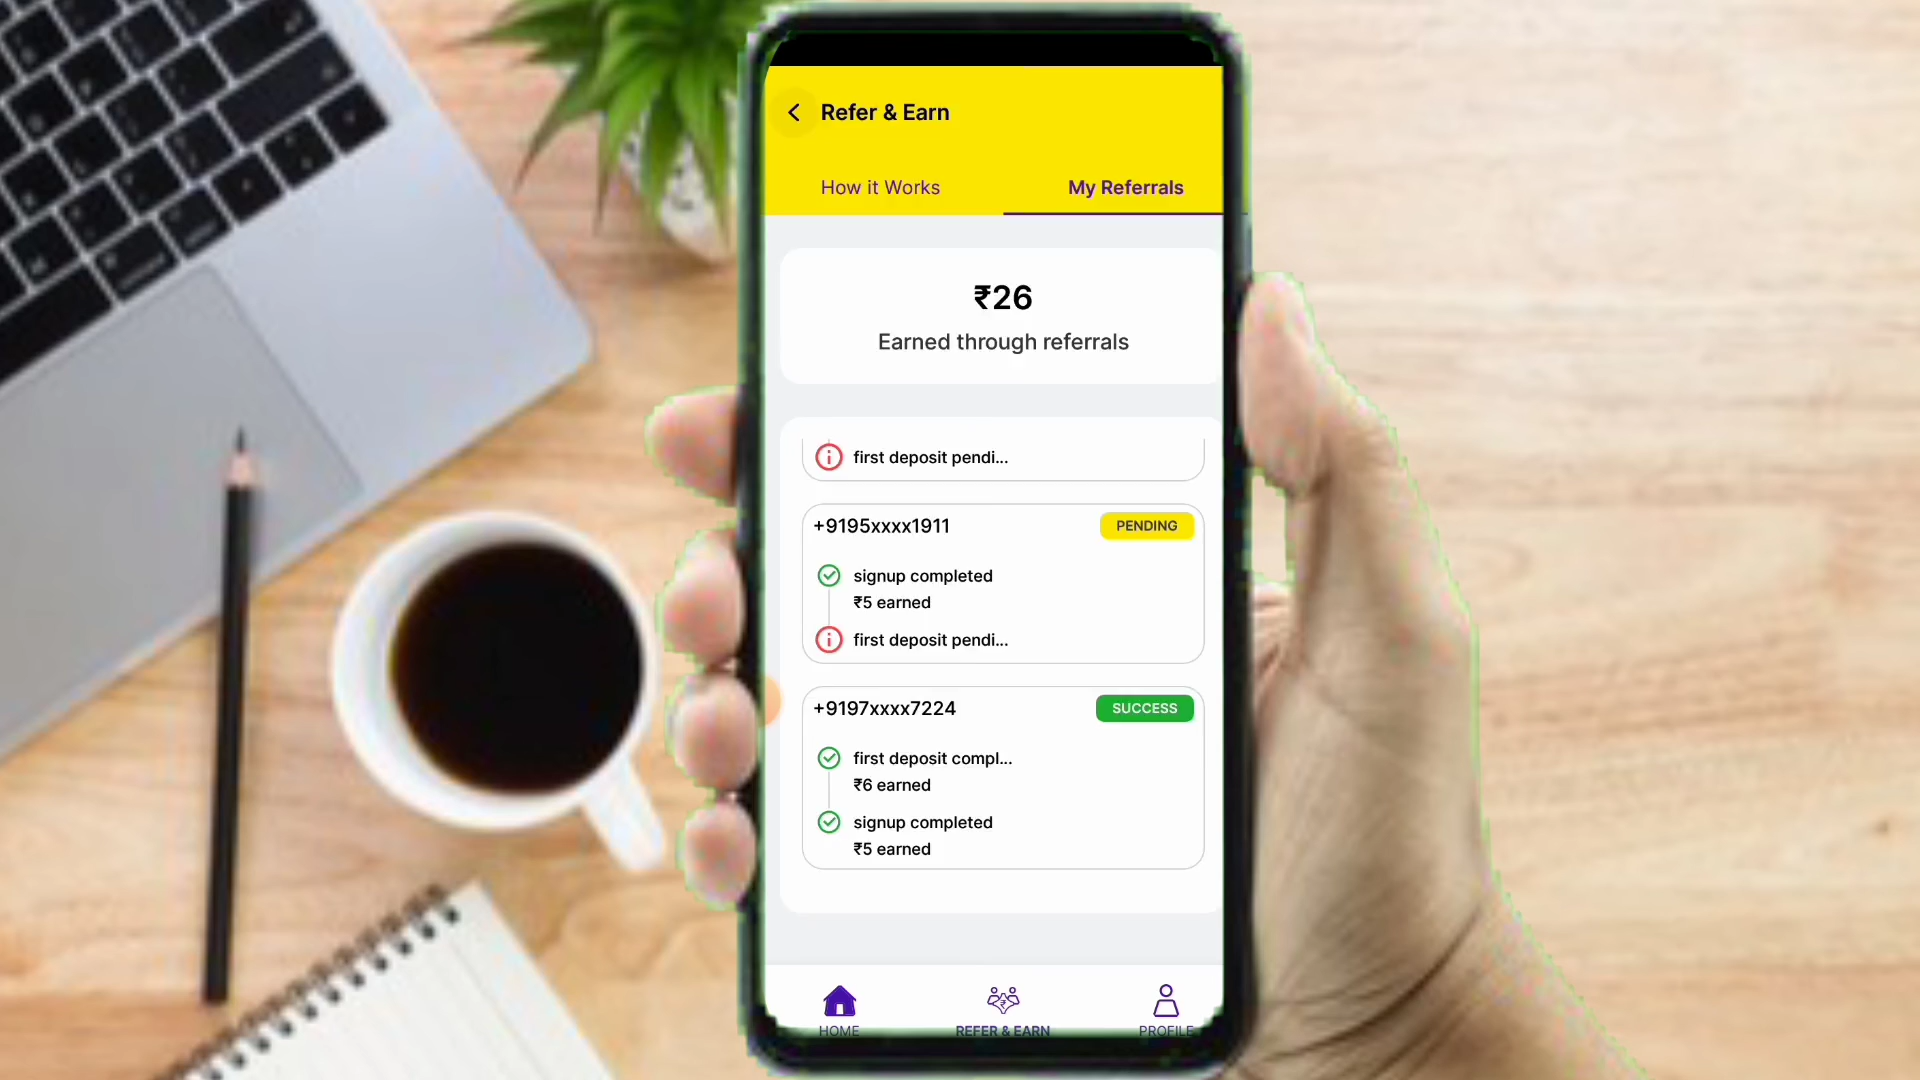 Refer & Earn
How it Works
My Referrals
₹26
Earned through referrals
first deposit pendi...
+9195xxxx1911
PENDING
signup completed
₹5 earned
first deposit pendi...
+9197xxxx7224
SUCCESS
first deposit compl...
₹6 earned
signup completed
₹5 earned
HOME
REFER & EARN
PROFILE